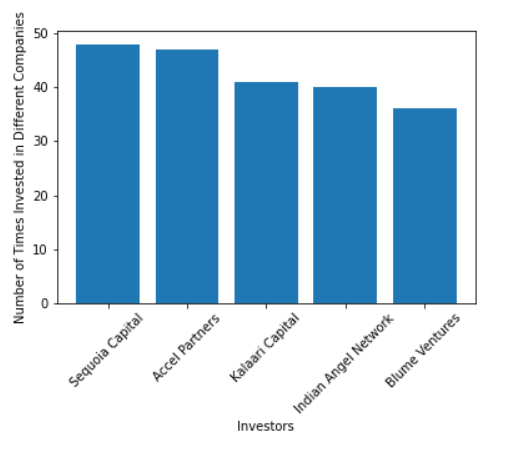 Number of Times Invested in Different Companies
50
40
30
20
10
0
Sequoia Capital
Accel Partners
Kalaari Capital
Indian Angel Network
Blume Ventures
Investors